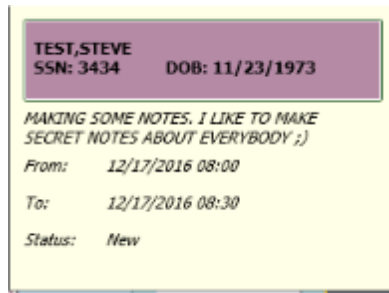 TEST,STEVE
SSN: 3434 DOB: 11/23/1973
MAKING SOME NOTES. I LIKE TO MAKE
SECRET NOTES ABOUT EVERYBODY ;)
From: 12/17/2016 08:00
To: 12/17/2016 08:30
Status: New